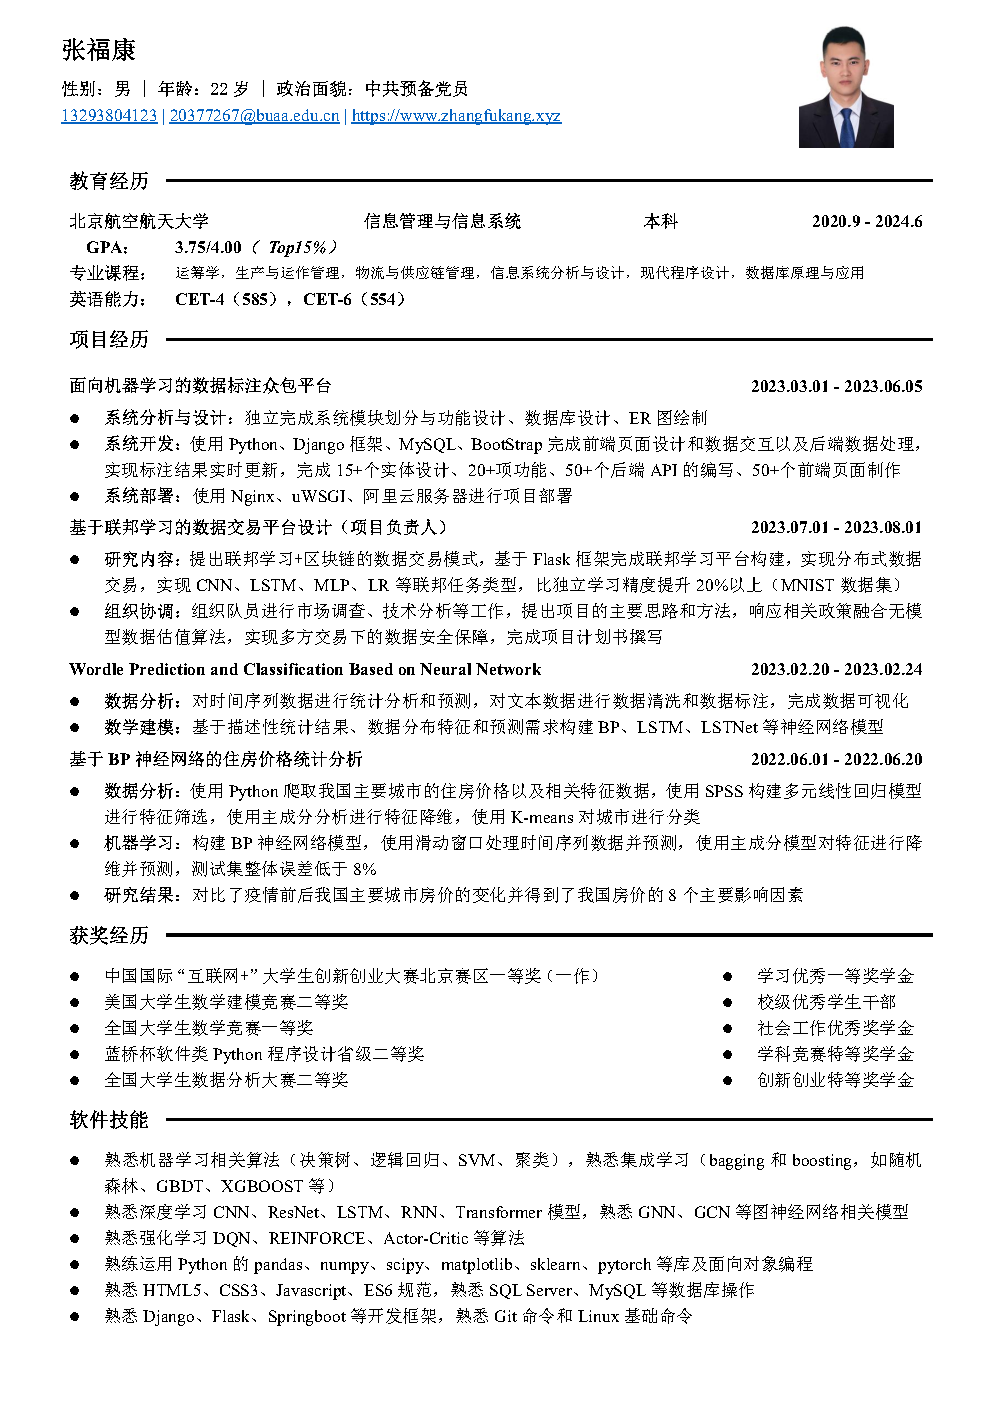 张福康
性别：男 ｜ 年龄：22 岁 ｜ 政治面貌：中共预备党员
13293804123 | 20377267@buaa.edu.cn | https://www.zhangfukang.xyz
教育经历
北京航空航天大学 信息管理与信息系统 本科 2020.9 - 2024.6
GPA： 3.75/4.00（ Top15%）
专业课程： 运筹学，生产与运作管理，物流与供应链管理，信息系统分析与设计，现代程序设计，数据库原理与应用
英语能力： CET-4（585），CET-6（554）
项目经历
面向机器学习的数据标注众包平台 2023.03.01 - 2023.06.05
● 系统分析与设计：独立完成系统模块划分与功能设计、数据库设计、ER 图绘制
● 系统开发：使用 Python、Django 框架、MySQL、BootStrap 完成前端页面设计和数据交互以及后端数据处理，
实现标注结果实时更新，完成 15+个实体设计、20+项功能、50+个后端 API 的编写、50+个前端页面制作
● 系统部署：使用 Nginx、uWSGI、阿里云服务器进行项目部署
基于联邦学习的数据交易平台设计（项目负责人） 2023.07.01 - 2023.08.01
● 研究内容：提出联邦学习+区块链的数据交易模式，基于 Flask 框架完成联邦学习平台构建，实现分布式数据
交易，实现 CNN、LSTM、MLP、LR 等联邦任务类型，比独立学习精度提升 20%以上（MNIST 数据集）
● 组织协调：组织队员进行市场调查、技术分析等工作，提出项目的主要思路和方法，响应相关政策融合无模
型数据估值算法，实现多方交易下的数据安全保障，完成项目计划书撰写
Wordle Prediction and Classification Based on Neural Network 2023.02.20 - 2023.02.24
● 数据分析：对时间序列数据进行统计分析和预测，对文本数据进行数据清洗和数据标注，完成数据可视化
● 数学建模：基于描述性统计结果、数据分布特征和预测需求构建 BP、LSTM、LSTNet 等神经网络模型
基于 BP 神经网络的住房价格统计分析 2022.06.01 - 2022.06.20
● 数据分析：使用 Python 爬取我国主要城市的住房价格以及相关特征数据，使用 SPSS 构建多元线性回归模型
进行特征筛选，使用主成分分析进行特征降维，使用 K-means 对城市进行分类
● 机器学习：构建 BP 神经网络模型，使用滑动窗口处理时间序列数据并预测，使用主成分模型对特征进行降
维并预测，测试集整体误差低于 8%
● 研究结果：对比了疫情前后我国主要城市房价的变化并得到了我国房价的 8 个主要影响因素
获奖经历
● 中国国际“互联网+”大学生创新创业大赛北京赛区一等奖（一作） ● 学习优秀一等奖学金
● 美国大学生数学建模竞赛二等奖 ● 校级优秀学生干部
● 全国大学生数学竞赛一等奖 ● 社会工作优秀奖学金
● 蓝桥杯软件类 Python 程序设计省级二等奖 ● 学科竞赛特等奖学金
● 全国大学生数据分析大赛二等奖 ● 创新创业特等奖学金
软件技能
● 熟悉机器学习相关算法（决策树、逻辑回归、SVM、聚类），熟悉集成学习（bagging 和 boosting，如随机
森林、GBDT、XGBOOST 等）
● 熟悉深度学习 CNN、ResNet、LSTM、RNN、Transformer 模型，熟悉 GNN、GCN 等图神经网络相关模型
● 熟悉强化学习 DQN、REINFORCE、Actor-Critic 等算法
● 熟练运用 Python 的 pandas、numpy、scipy、matplotlib、sklearn、pytorch 等库及面向对象编程
● 熟悉 HTML5、CSS3、Javascript、ES6 规范，熟悉 SQL Server、MySQL 等数据库操作
● 熟悉 Django、Flask、Springboot 等开发框架，熟悉 Git 命令和 Linux 基础命令